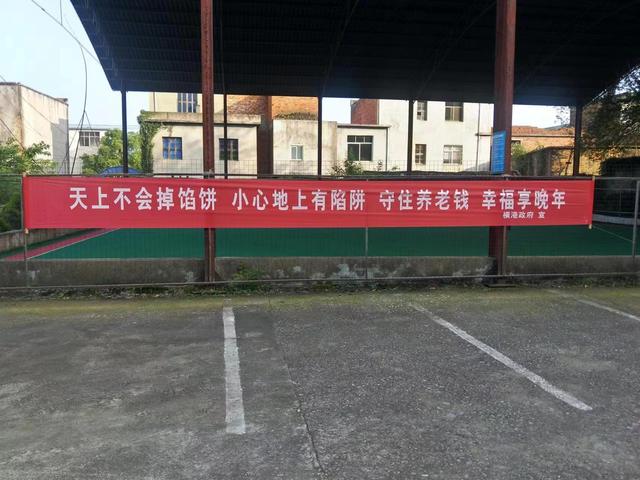 天上不会掉馅饼 小心地上有陷阱 守住养老钱 幸福享晚年
横港政府 宣